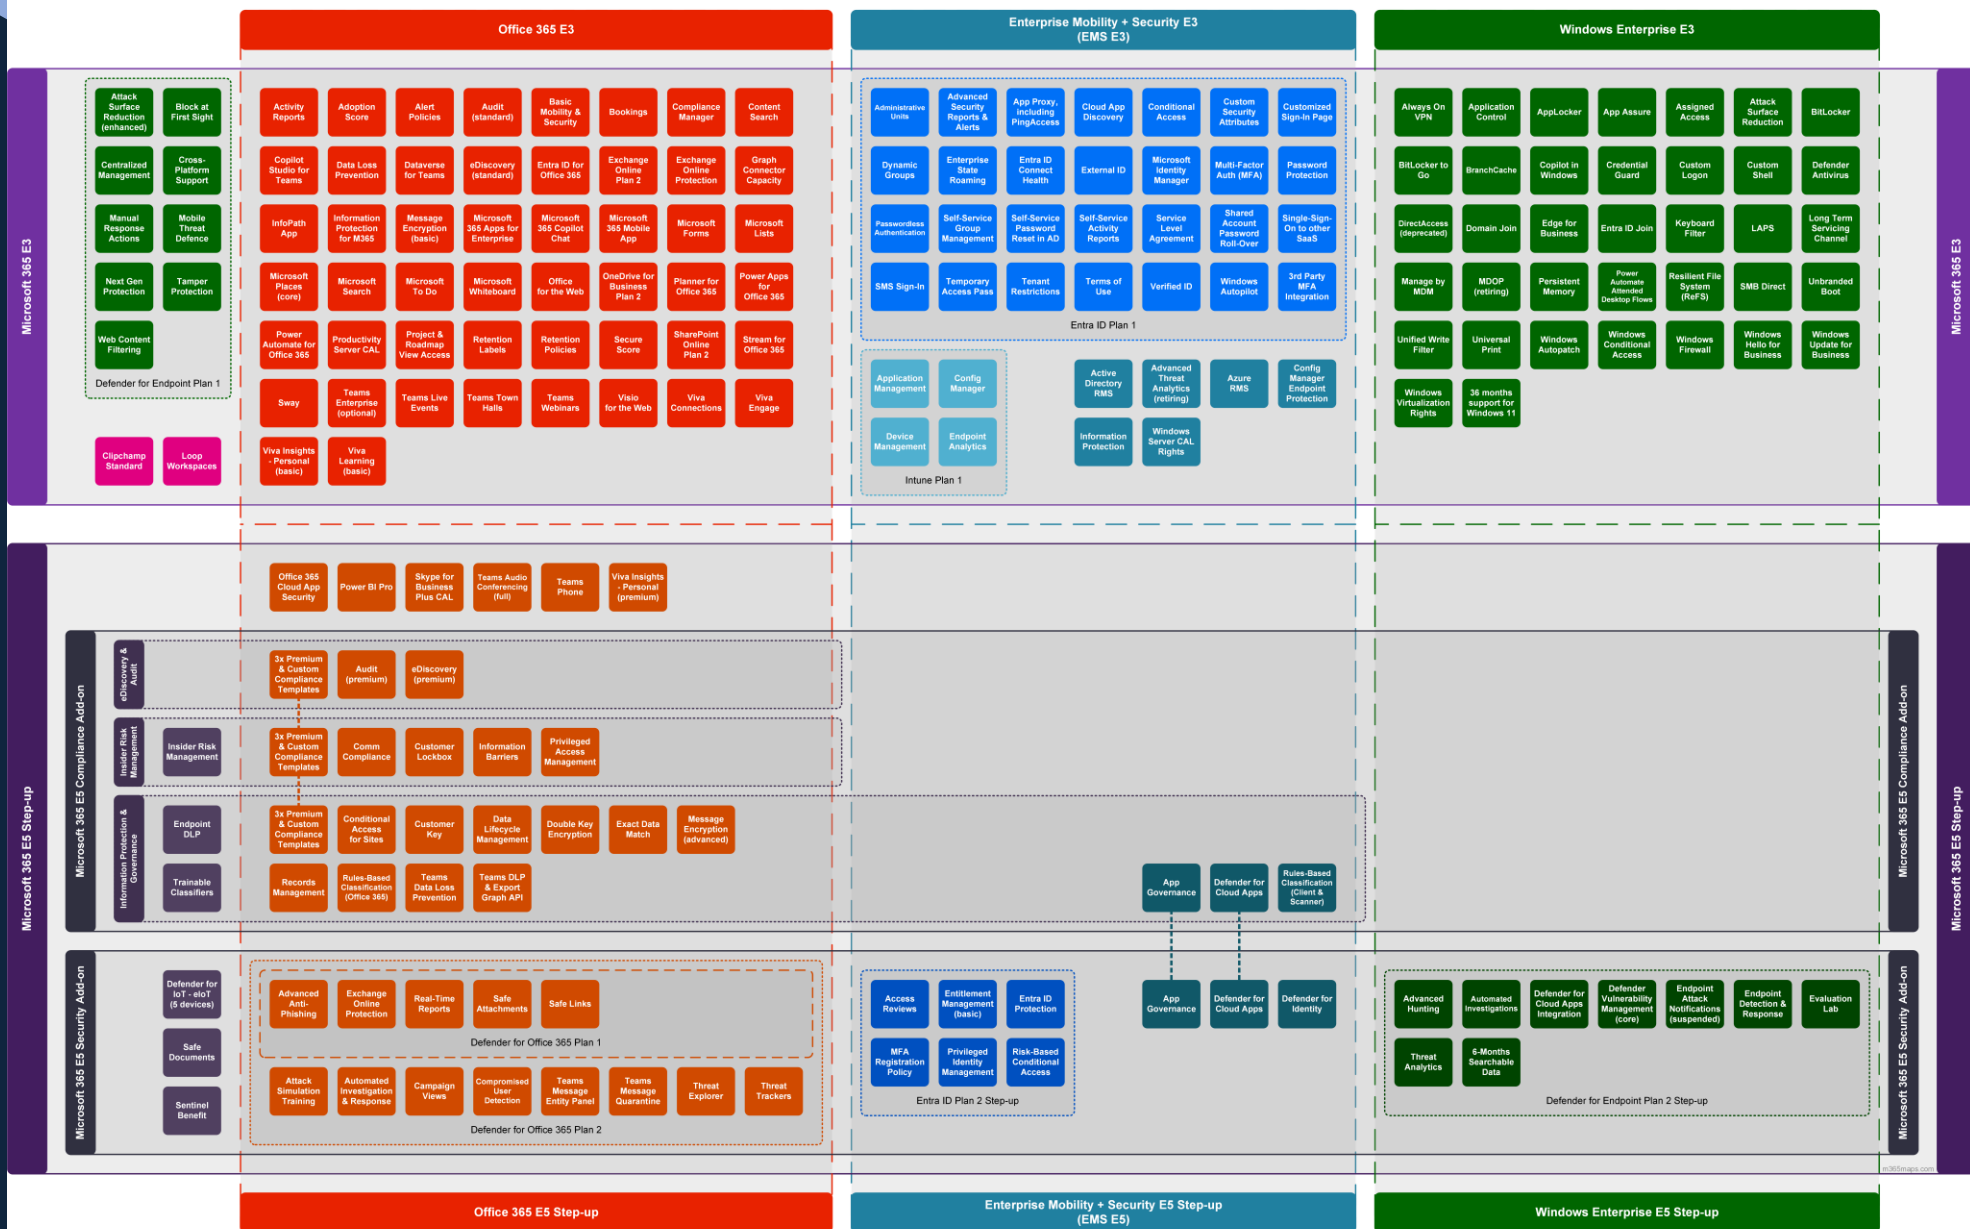 Office 365 E3
Enterprise Mobility + Security E3
(EMS E3)
Windows Enterprise E3
Microsoft 365 E3
Attack
Surface
Reduction
(enhanced)
Block at
First Sight
Centralized
Management
Cross-
Platform
Support
Manual
Response
Actions
Mobile
Threat
Defence
Next Gen
Protection
Tamper
Protection
Web Content
Filtering
Defender for Endpoint Plan 1
Clipchamp
Standard
Loop
Workspaces
Activity
Reports
Adoption
Score
Alert
Policies
Audit
(standard)
Basic
Mobility &
Security
Bookings
Compliance
Manager
Content
Search
Copilot
Studio for
Teams
Data Loss
Prevention
Dataverse
for Teams
eDiscovery
(standard)
Entra ID for
Office 365
Exchange
Online
Plan 2
Exchange
Online
Protection
Graph
Connector
Capacity
InfoPath
App
Information
Protection
for M365
Message
Encryption
(basic)
Microsoft
365 Apps for
Enterprise
Microsoft
365 Copilot
Chat
Microsoft
365 Mobile
App
Microsoft
Forms
Microsoft
Lists
Microsoft
Places
(core)
Microsoft
Search
Microsoft
To Do
Microsoft
Whiteboard
Office
for the Web
OneDrive for
Business
Plan 2
Planner for
Office 365
Power Apps
for
Office 365
Power
Automate for
Office 365
Productivity
Server CAL
Project &
Roadmap
View Access
Retention
Labels
Retention
Policies
Secure
Score
SharePoint
Online
Plan 2
Stream for
Office 365
Sway
Teams
Enterprise
(optional)
Teams Live
Events
Teams Town
Halls
Teams
Webinars
Visio
for the Web
Viva
Connections
Viva
Engage
Viva Insights
- Personal
(basic)
Viva
Learning
(basic)
Administrative
Units
Advanced
Security
Reports &
Alerts
App Proxy,
including
PingAccess
Cloud App
Discovery
Conditional
Access
Custom
Security
Attributes
Customized
Sign-In Page
Dynamic
Groups
Enterprise
State
Roaming
Entra ID
Connect
Health
External ID
Microsoft
Identity
Manager
Multi-Factor
Auth (MFA)
Password
Protection
Passwordless
Authentication
Self-Service
Group
Management
Self-Service
Password
Reset in AD
Self-Service
Activity
Reports
Service
Level
Agreement
Shared
Account
Password
Roll-Over
Single-Sign-
On to other
SaaS
SMS Sign-In
Temporary
Access Pass
Tenant
Restrictions
Terms of
Use
Verified ID
Windows
Autopilot
3rd Party
MFA
Integration
Entra ID Plan 1
Application
Management
Config
Manager
Device
Management
Endpoint
Analytics
Intune Plan 1
Active
Directory
RMS
Advanced
Threat
Analytics
(retiring)
Azure
RMS
Config
Manager
Endpoint
Protection
Information
Protection
Windows
Server CAL
Rights
Always On
VPN
Application
Control
AppLocker
App Assure
Assigned
Access
Attack
Surface
Reduction
BitLocker
BitLocker to
Go
BranchCache
Copilot in
Windows
Credential
Guard
Custom
Logon
Custom
Shell
Defender
Antivirus
DirectAccess
(deprecated)
Domain Join
Edge for
Business
Entra ID Join
Keyboard
Filter
LAPS
Long Term
Servicing
Channel
Manage by
MDM
MDOP
(retiring)
Persistent
Memory
Power
Automate
Attended
Desktop Flows
Resilient File
System
(ReFS)
SMB Direct
Unbranded
Boot
Unified Write
Filter
Universal
Print
Windows
Autopatch
Windows
Conditional
Access
Windows
Firewall
Windows
Hello for
Business
Windows
Update for
Business
Windows
Virtualization
Rights
36 months
support for
Windows 11
Microsoft 365 E3
Microsoft 365 E5 Step-up
Office 365
Cloud App
Security
Power BI Pro
Skype for
Business
Plus CAL
Teams Audio
Conferencing
(full)
Teams
Phone
Viva Insights
- Personal
(premium)
Microsoft 365 E5 Compliance Add-on
eDiscovery &
Audit
3x Premium
& Custom
Compliance
Templates
Audit
(premium)
eDiscovery
(premium)
Insider Risk
Management
Insider Risk
Management
3x Premium
& Custom
Compliance
Templates
Comm
Compliance
Customer
Lockbox
Information
Barriers
Privileged
Access
Management
Information Protection &
Governance
Endpoint
DLP
3x Premium
& Custom
Compliance
Templates
Conditional
Access
for Sites
Customer
Key
Data
Lifecycle
Management
Double Key
Encryption
Exact Data
Match
Message
Encryption
(advanced)
Trainable
Classifiers
Records
Management
Rules-Based
Classification
(Office 365)
Teams
Data Loss
Prevention
Teams DLP
& Export
Graph API
App
Governance
Defender for
Cloud Apps
Rules-Based
Classification
(Client &
Scanner)
Microsoft 365 E5 Compliance Add-on
Microsoft 365 E5 Security Add-on
Defender for
IoT - eIoT
(5 devices)
Safe
Documents
Sentinel
Benefit
Advanced
Anti-
Phishing
Exchange
Online
Protection
Real-Time
Reports
Safe
Attachments
Safe Links
Defender for Office 365 Plan 1
Attack
Simulation
Training
Automated
Investigation
& Response
Campaign
Views
Compromised
User
Detection
Teams
Message
Entity Panel
Teams
Message
Quarantine
Threat
Explorer
Threat
Trackers
Defender for Office 365 Plan 2
Access
Reviews
Entitlement
Management
(basic)
Entra ID
Protection
MFA
Registration
Policy
Privileged
Identity
Management
Risk-Based
Conditional
Access
Entra ID Plan 2 Step-up
App
Governance
Defender for
Cloud Apps
Defender for
Identity
Advanced
Hunting
Automated
Investigations
Defender for
Cloud Apps
Integration
Defender
Vulnerability
Management
(core)
Endpoint
Attack
Notifications
(suspended)
Endpoint
Detection &
Response
Evaluation
Lab
Threat
Analytics
6-Months
Searchable
Data
Defender for Endpoint Plan 2 Step-up
Microsoft 365 E5 Security Add-on
Microsoft 365 E5 Step-up
m365maps.com
Office 365 E5 Step-up
Enterprise Mobility + Security E5 Step-up
(EMS E5)
Windows Enterprise E5 Step-up